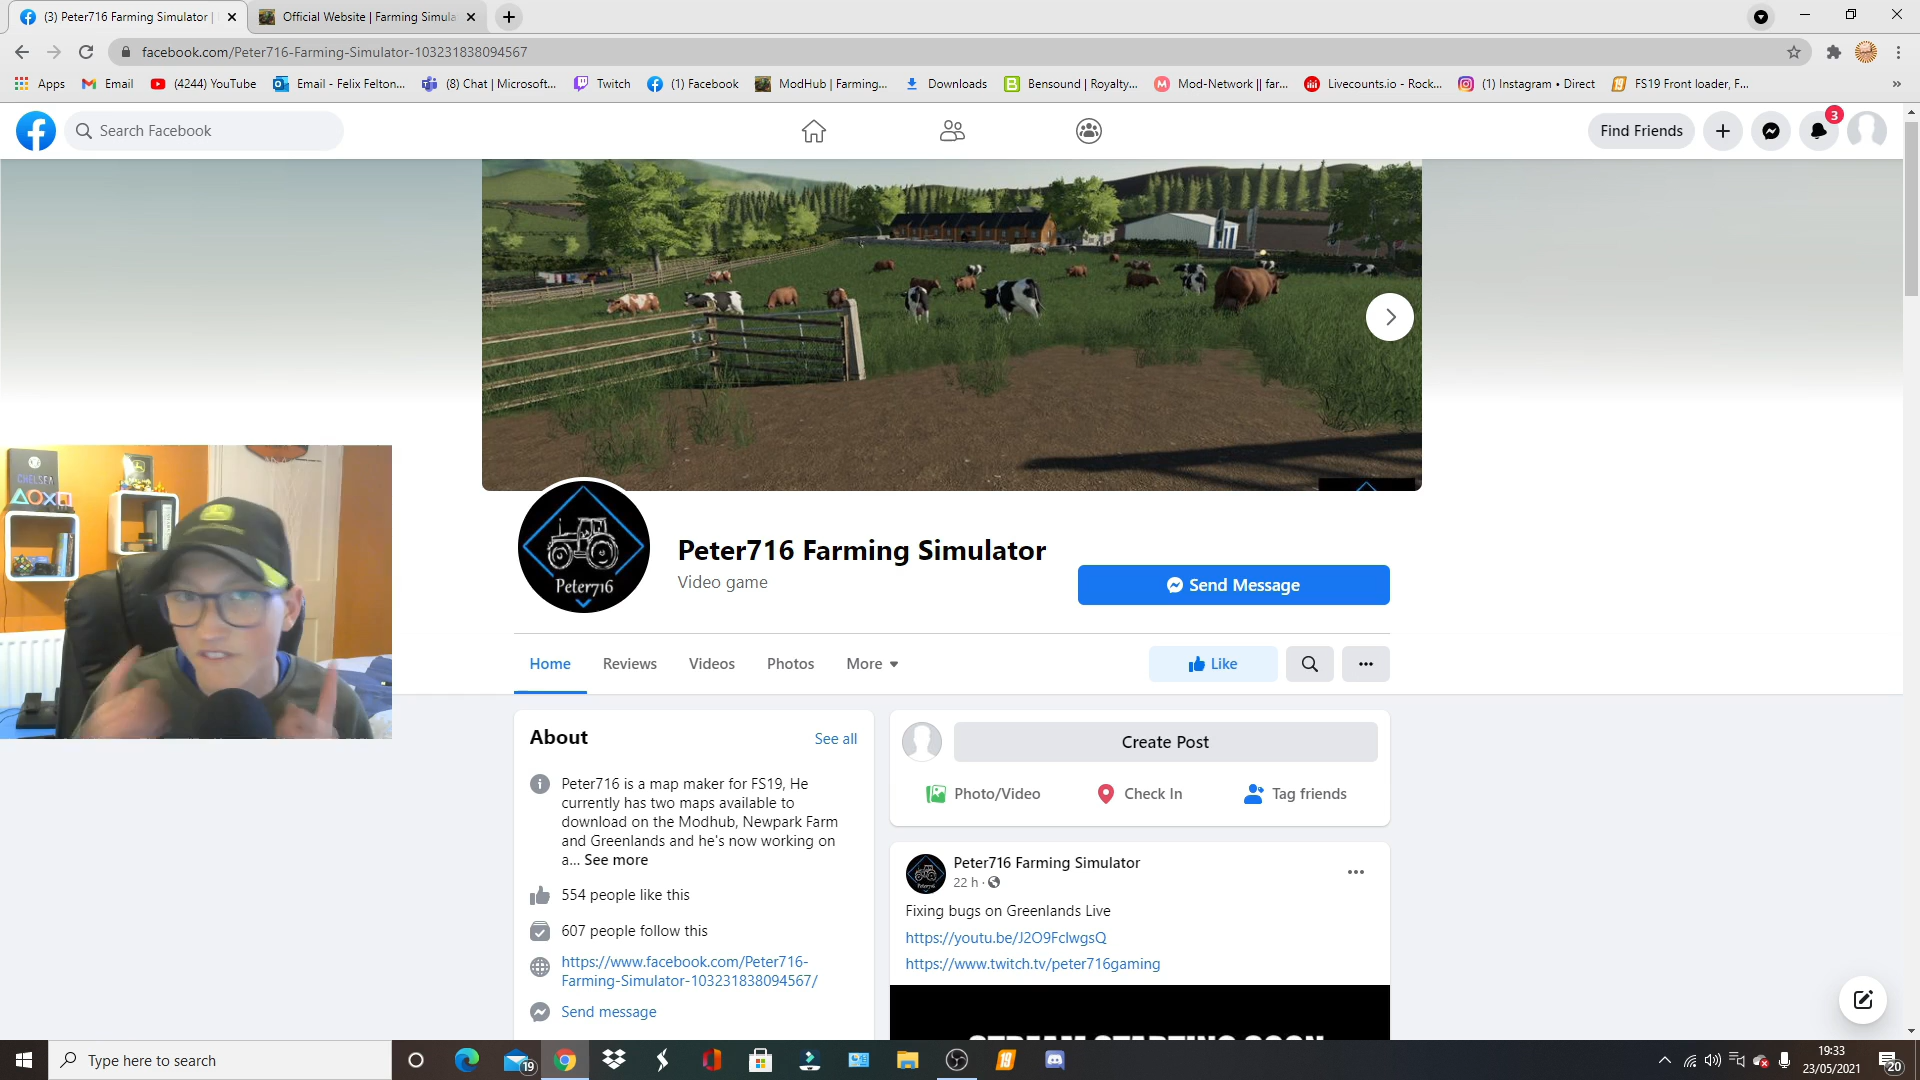 (3) Peter716 Farming Simulator |
Official Website | Farming Simula
facebook.com/Peter716-Farming-Simulator-103231838094567
Apps
Email
(4244) YouTube
Email - Felix Felton...
(8) Chat | Microsoft...
Twitch
(1) Facebook
ModHub | Farming...
Downloads
Bensound | Royalty...
Mod-Network || far...
Livecounts.io - Rock...
(1) Instagram • Direct
FS19 Front loader, F...
Search Facebook
Find Friends
3
CHELSEA
Peter716
Peter716 Farming Simulator
Video game
Send Message
Home
Reviews
Videos
Photos
More
Like
About
See all
Peter716 is a map maker for FS19, He
currently has two maps available to
download on the Modhub, Newpark Farm
and Greenlands and he's now working on
a... See more
554 people like this
607 people follow this
https://www.facebook.com/Peter716-
Farming-Simulator-103231838094567/
Send message
Create Post
Photo/Video
Check In
Tag friends
Peter716 Farming Simulator
22 h ·
Fixing bugs on Greenlands Live
https://youtu.be/J2O9FclwgsQ
https://www.twitch.tv/peter716gaming
STREAM STARTING SOON
Type here to search
19
19
19:33
23/05/2021
20